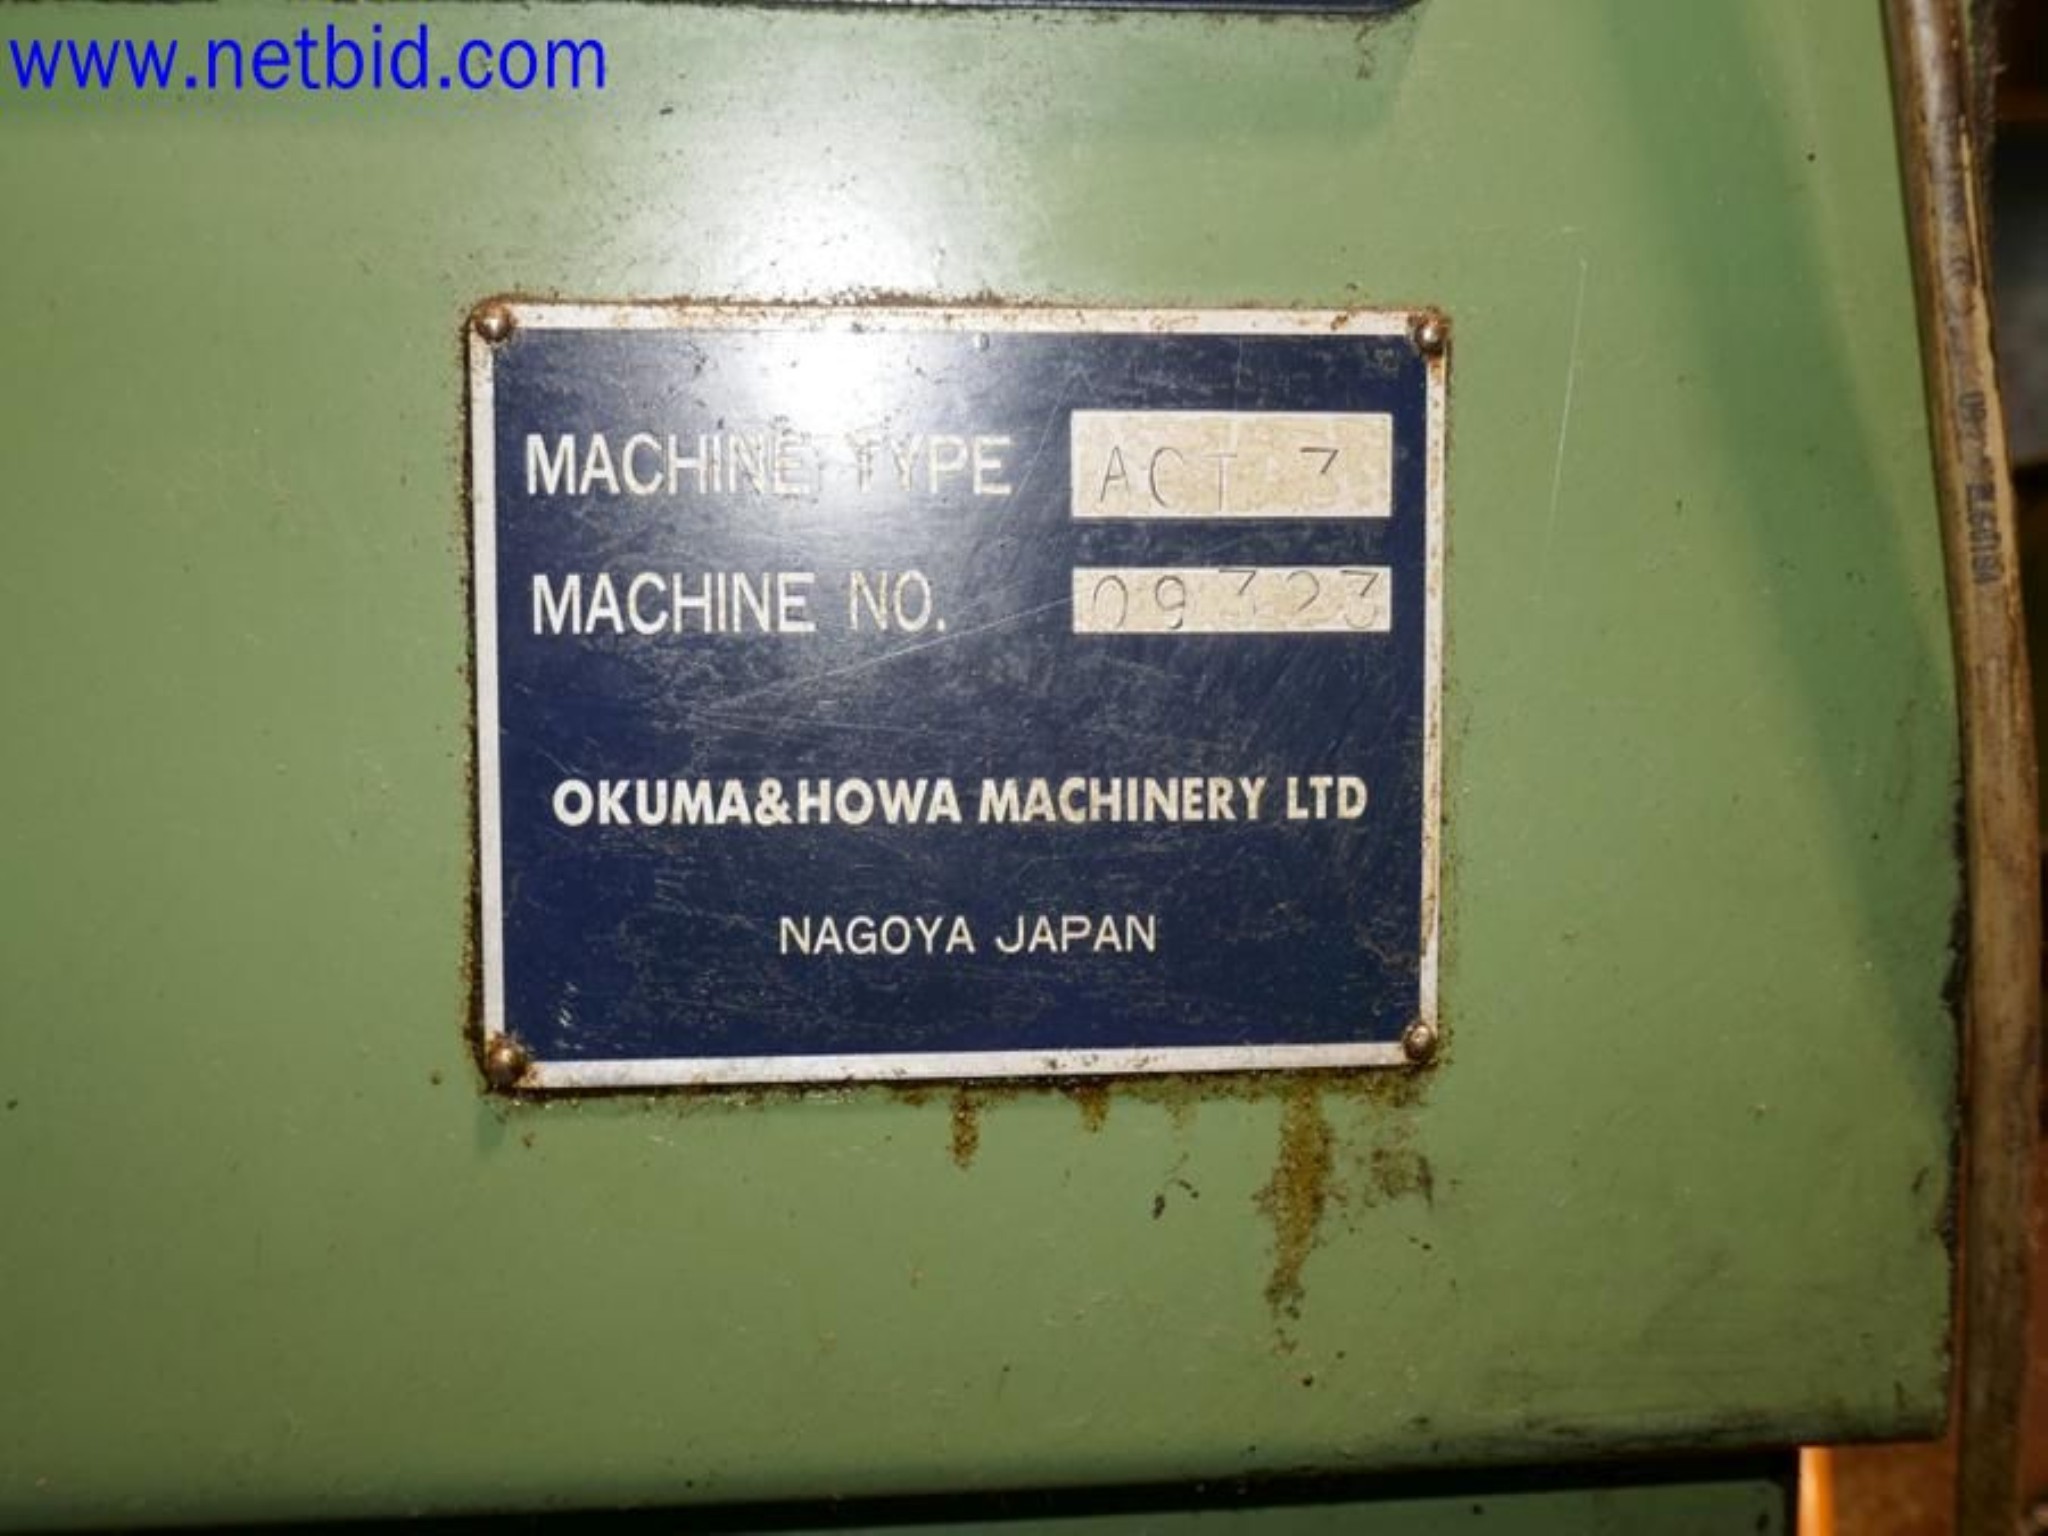 www.netbid.com
MACHINE TYPE ACT 3
MACHINE NO. 09323
OKUMA&HOWA MACHINERY LTD
NAGOYA JAPAN